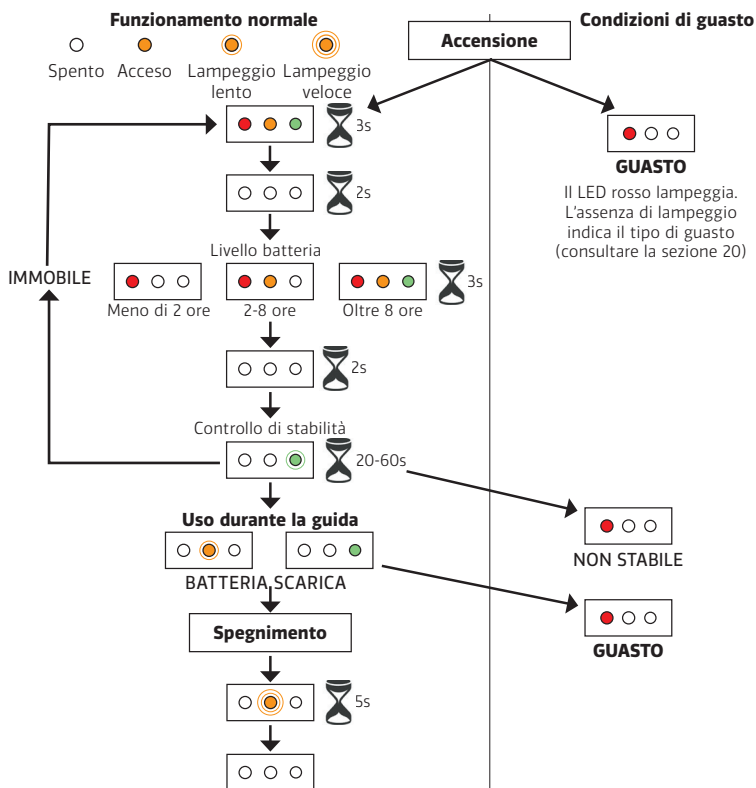 Funzionamento normale
Condizioni di guasto
Accensione
Spento
Acceso
Lampeggio
lento
Lampeggio
veloce
3s
GUASTO
Il LED rosso lampeggia.
L'assenza di lampeggio
indica il tipo di guasto
(consultare la sezione 20)
2s
Livello batteria
IMMOBILE
3s
Meno di 2 ore
2-8 ore
Oltre 8 ore
2s
Controllo di stabilità
20-60s
Uso durante la guida
NON STABILE
BATTERIA SCARICA
Spegnimento
GUASTO
5s